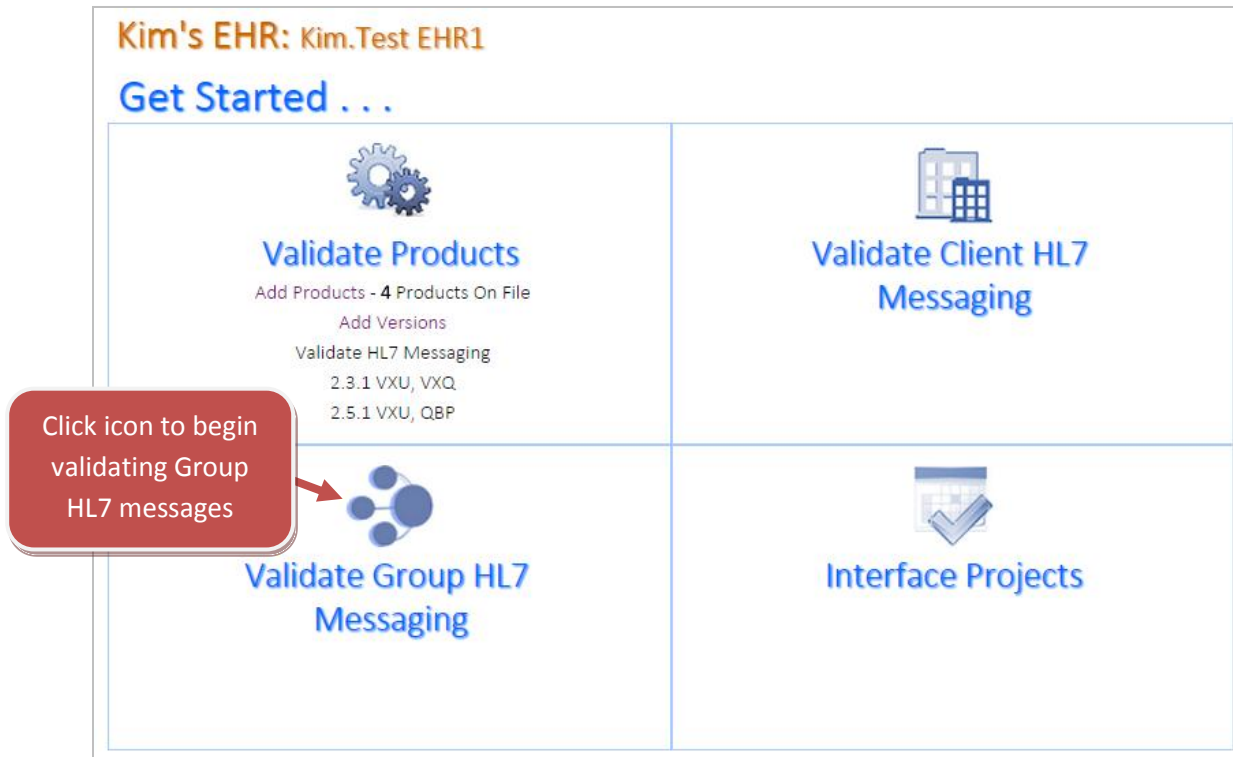 Kim's EHR: Kim.Test EHR1
Get Started . . .
Validate Products
Add Products - 4 Products On File
Add Versions
Validate HL7 Messaging
2.3.1 VXU, VXQ
2.5.1 VXU, QBP
Validate Client HL7
Messaging
Click icon to begin
validating Group
HL7 messages
Validate Group HL7
Messaging
Interface Projects